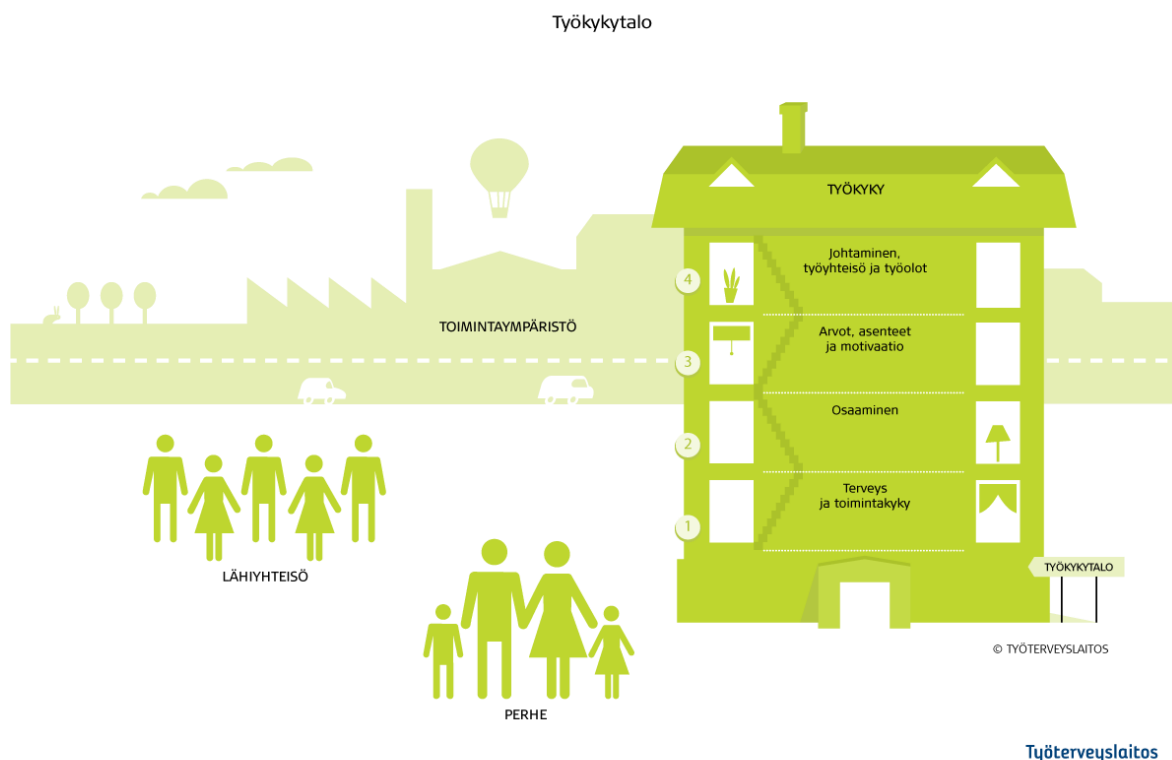 Työkykytalo
TYÖKYKY
4
Johtaminen,
työyhteisö ja työolot
TOIMINTAYMPÄRISTÖ
3
Arvot, asenteet
ja motivaatio
2
Osaaminen
1
Terveys
ja toimintakyky
TYÖKYKYTALO
LÄHIYHTEISÖ
PERHE
© TYÖTERVEYSLAITOS
Työterveyslaitos